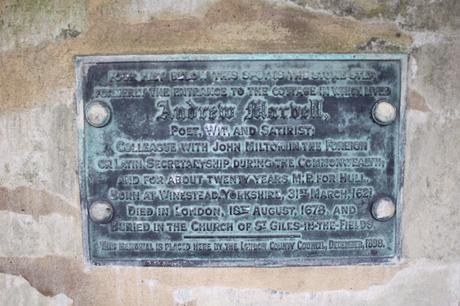 FOUR FEET BELOW THIS SPOT IS THE STONE STEP,
FORMERLY THE ENTRANCE TO THE COTTAGE IN WHICH LIVED
Andrew Marvell,
POET, WIT, AND SATIRIST;
A COLLEAGUE WITH JOHN MILTON IN THE FOREIGN
OR LATIN SECRETARYSHIP DURING THE COMMONWEALTH;
AND FOR ABOUT TWENTY YEARS M.P. FOR HULL.
BORN AT WINESTEAD, YORKSHIRE, 31ST MARCH, 1621,
DIED IN LONDON, 18TH AUGUST, 1678, AND
BURIED IN THE CHURCH OF ST GILES-IN-THE-FIELDS.
THIS MEMORIAL IS PLACED HERE BY THE LONDON COUNTY COUNCIL, DECEMBER, 1898.